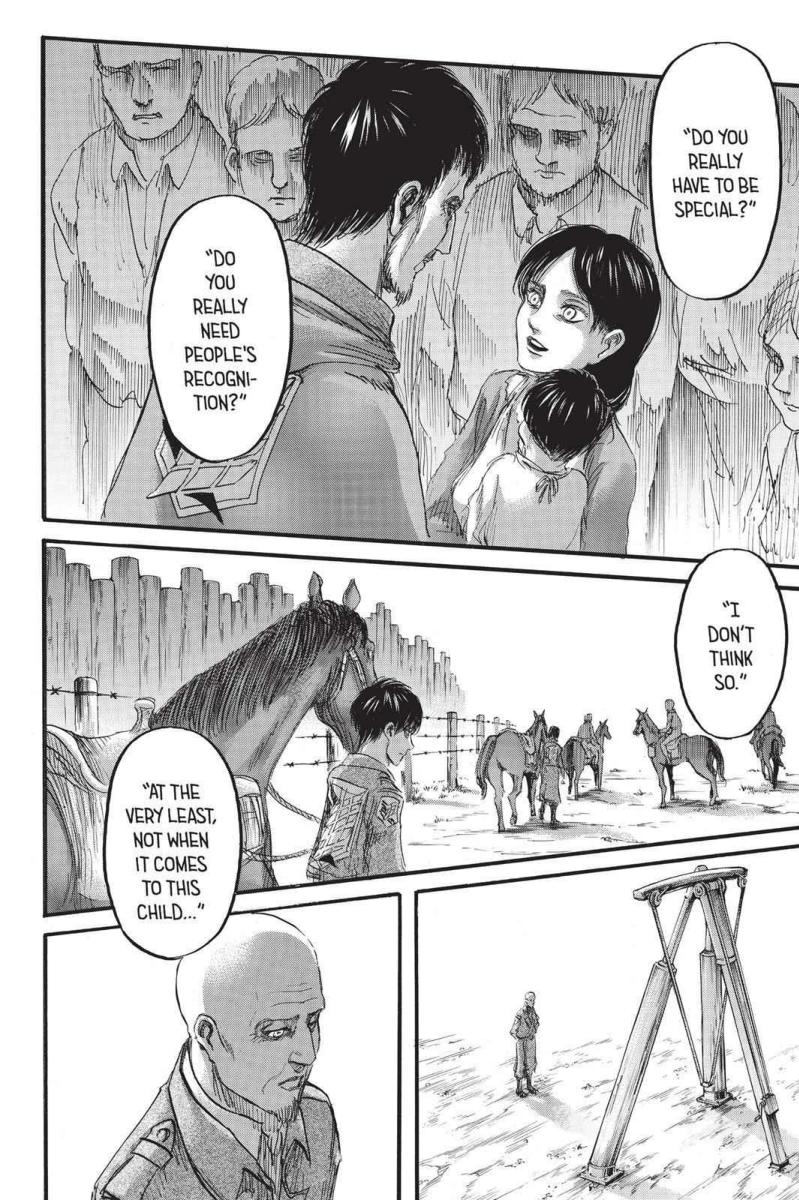 "DO YOU
REALLY
HAVE TO BE
SPECIAL?"
"DO
YOU
REALLY
NEED
PEOPLE'S
RECOGNI-
TION?"
"I
DON'T
THINK
SO."
"AT THE
VERY LEAST,
NOT WHEN
IT COMES
TO THIS
CHILD..."